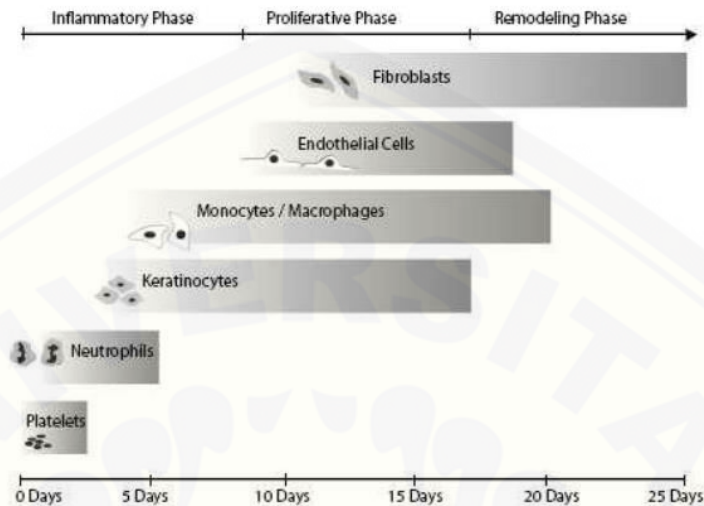 Inflammatory Phase Proliferative Phase Remodeling Phase
Fibroblasts
Endothelial Cells
Monocytes / Macrophages
Keratinocytes
Neutrophils
Platelets
0 Days 5 Days 10 Days 15 Days 20 Days 25 Days